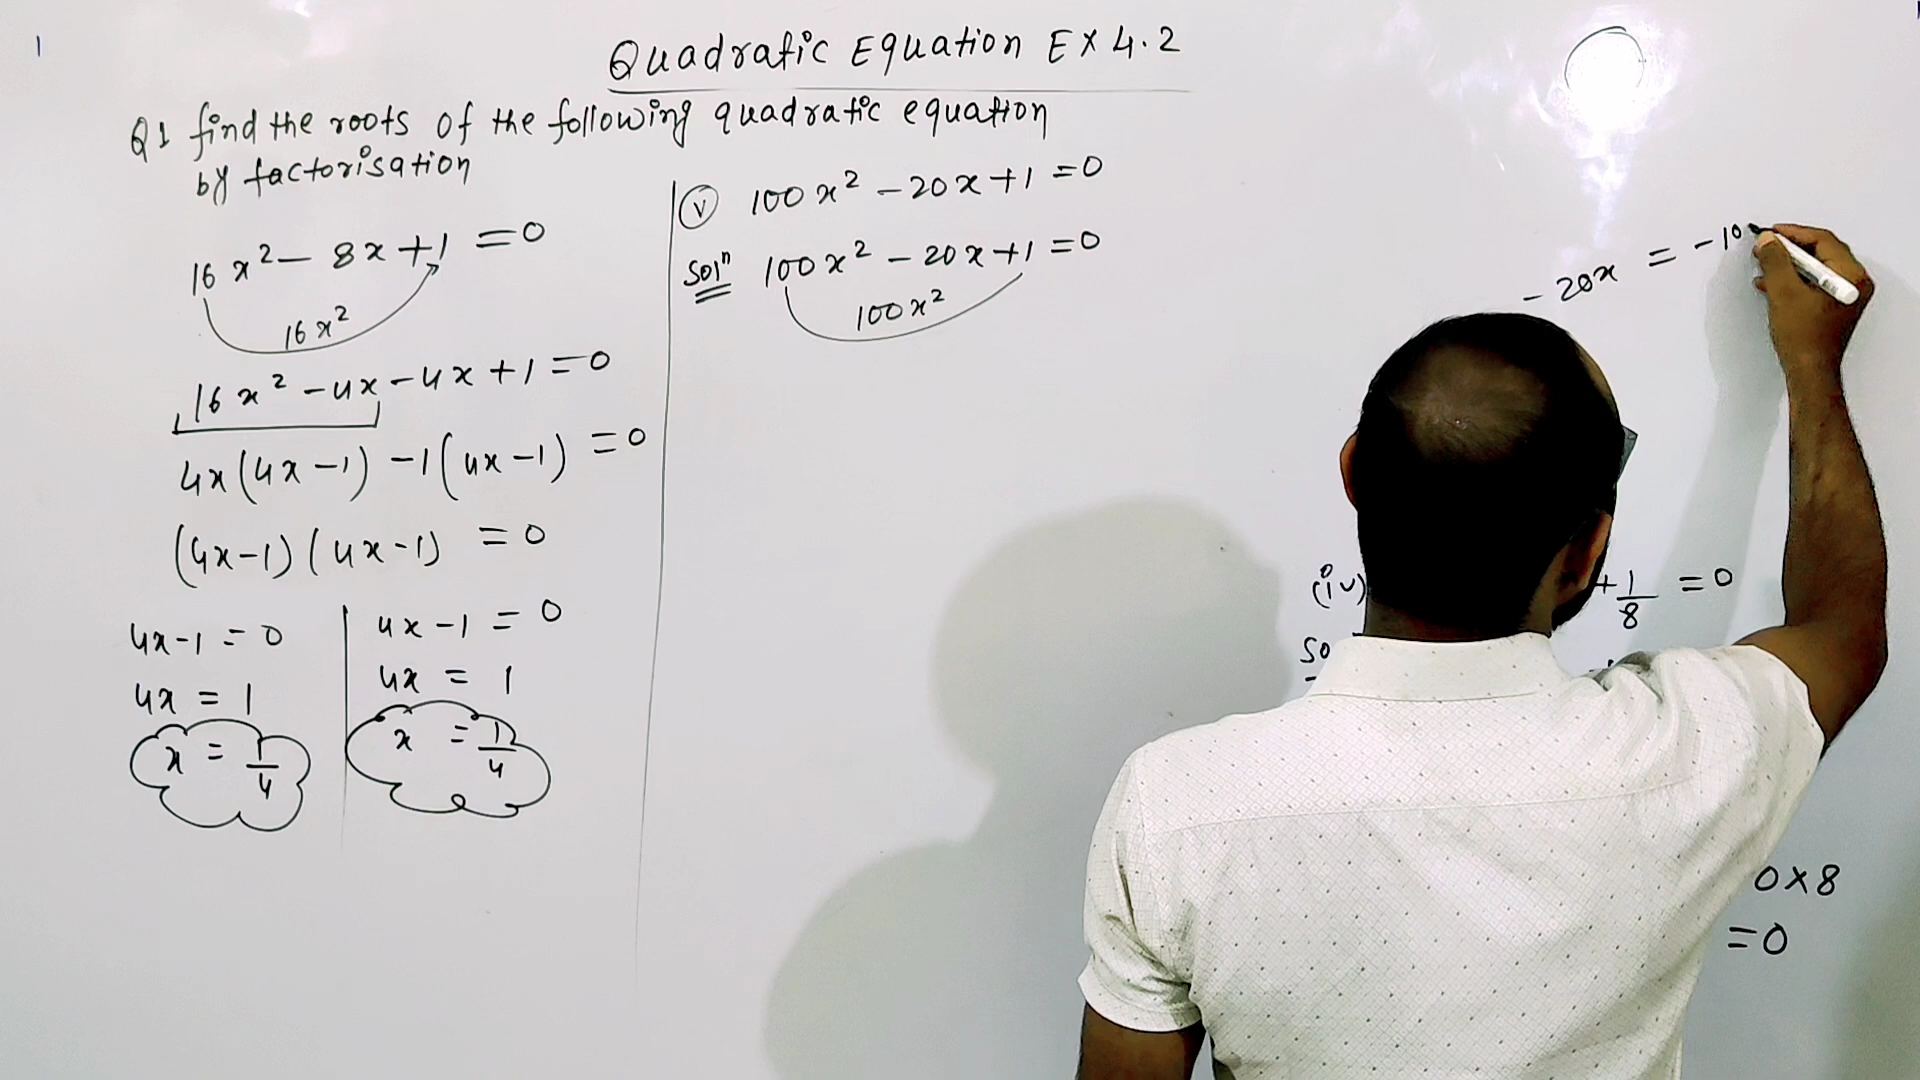 Quadratic Equation EX 4.2
Q1 find the roots of the following quadratic equation
by factorisation
16x² - 8x + 1 = 0
16x²
16x² - 4x - 4x + 1 = 0
4x(4x - 1) - 1(4x - 1) = 0
(4x - 1)(4x - 1) = 0
4x - 1 = 0
4x = 1
x = 1/4
4x - 1 = 0
4x = 1
x = 1/4
(v) 100x² - 20x + 1 = 0
Solⁿ 100x² - 20x + 1 = 0
100x²
- 20x = - 10
(iv) + 1/8 = 0
So
0 × 8
= 0